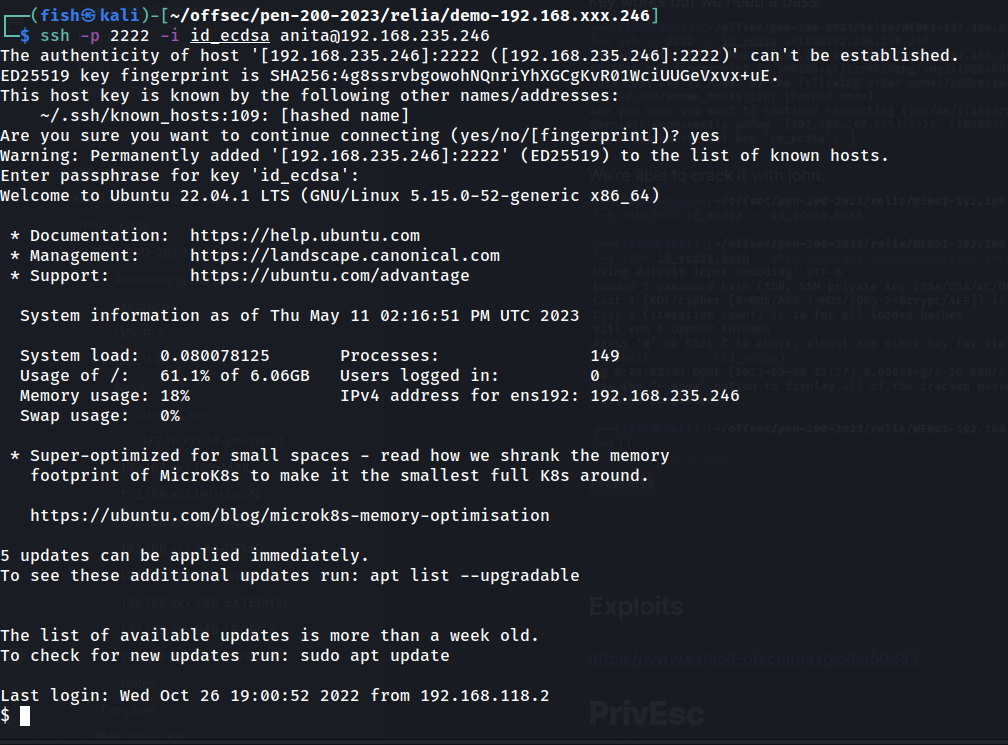 ┌──(fish㉿kali)-[~/offsec/pen-200-2023/relia/demo-192.168.xxx.246]
└─$ ssh -p 2222 -i id_ecdsa anita@192.168.235.246
The authenticity of host '[192.168.235.246]:2222 ([192.168.235.246]:2222)' can't be established.
ED25519 key fingerprint is SHA256:4g8ssrvbgowohNQnriYhXGCgKvR01WciUUGeVxvx+uE.
This host key is known by the following other names/addresses:
    ~/.ssh/known_hosts:109: [hashed name]
Are you sure you want to continue connecting (yes/no/[fingerprint])? yes
Warning: Permanently added '[192.168.235.246]:2222' (ED25519) to the list of known hosts.
Enter passphrase for key 'id_ecdsa':
Welcome to Ubuntu 22.04.1 LTS (GNU/Linux 5.15.0-52-generic x86_64)

 * Documentation:  https://help.ubuntu.com
 * Management:     https://landscape.canonical.com
 * Support:        https://ubuntu.com/advantage

  System information as of Thu May 11 02:16:51 PM UTC 2023

  System load:  0.080078125       Processes:               149
  Usage of /:   61.1% of 6.06GB   Users logged in:         0
  Memory usage: 18%               IPv4 address for ens192: 192.168.235.246
  Swap usage:   0%

 * Super-optimized for small spaces - read how we shrank the memory
   footprint of MicroK8s to make it the smallest full K8s around.

   https://ubuntu.com/blog/microk8s-memory-optimisation

5 updates can be applied immediately.
To see these additional updates run: apt list --upgradable

Exploits

The list of available updates is more than a week old.
To check for new updates run: sudo apt update
https://www.exploit-db.com/exploits/50383

Last login: Wed Oct 26 19:00:52 2022 from 192.168.118.2
$
PrivEsc